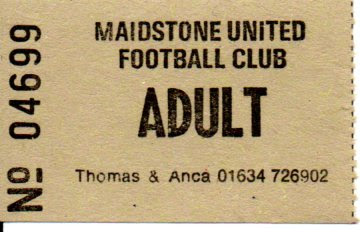 Nº 04699
MAIDSTONE UNITED
FOOTBALL CLUB
ADULT
Thomas & Anca 01634 726902